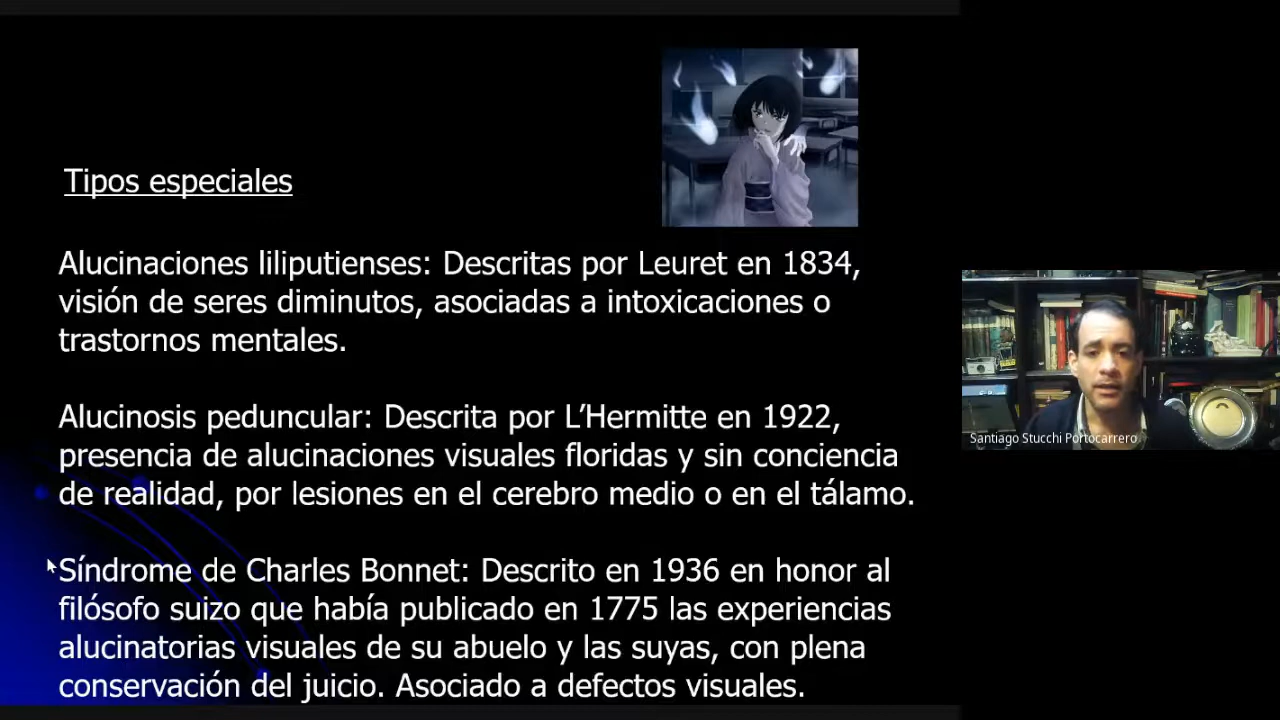 Tipos especiales
Alucinaciones liliputienses: Descritas por Leuret en 1834,
visión de seres diminutos, asociadas a intoxicaciones o
trastornos mentales.
Alucinosis peduncular: Descrita por L’Hermitte en 1922,
presencia de alucinaciones visuales floridas y sin conciencia
de realidad, por lesiones en el cerebro medio o en el tálamo.
Síndrome de Charles Bonnet: Descrito en 1936 en honor al
filósofo suizo que había publicado en 1775 las experiencias
alucinatorias visuales de su abuelo y las suyas, con plena
conservación del juicio. Asociado a defectos visuales.
Santiago Stucchi Portocarrero